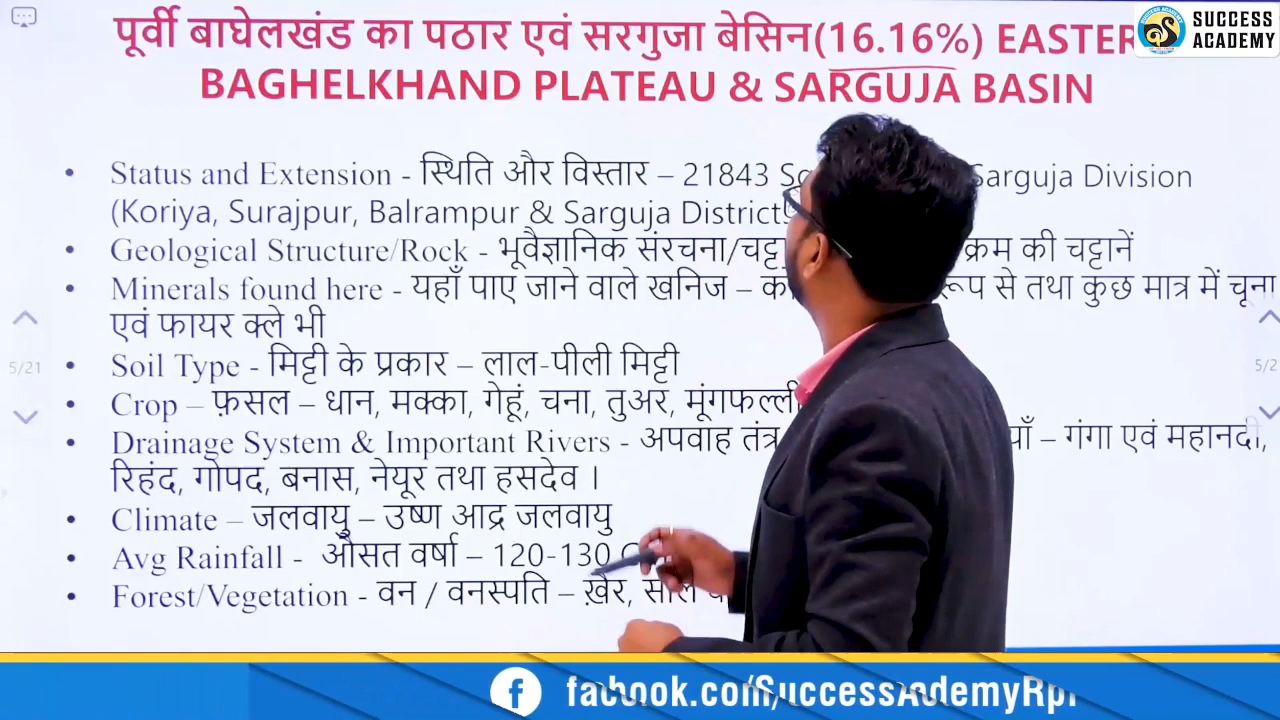 पूर्वी बाघेलखंड का पठार एवं सरगुजा बेसिन(16.16%) EASTER
SUCCESS
ACADEMY
BAGHELKHAND PLATEAU & SARGUJA BASIN
• Status and Extension - स्थिति और विस्तार – 21843 Sarguja Division
(Koriya, Surajpur, Balrampur & Sarguja District
• Geological Structure/Rock - भूवैज्ञानिक संरचना/चट्टा क्रम की चट्टानें
• Minerals found here - यहाँ पाए जाने वाले खनिज – से तथा कुछ मात्र में चूना
एवं फायर क्ले भी
5/21
5/2
• Soil Type - मिट्टी के प्रकार – लाल-पीली मिट्टी
• Crop – फ़सल – धान, मक्का, गेहूं, चना, तुअर, मूंगफल्ली
• Drainage System & Important Rivers - अपवाह तंत्र – गंगा एवं महानदी,
रिहंद, गोपद, बनास, नेयूर तथा हसदेव ।
• Climate – जलवायु – उष्ण आद्र जलवायु
• Avg Rainfall - औसत वर्षा – 120-130
• Forest/Vegetation - वन / वनस्पति – ख़ैर, साल
f facbook.com/SuccessAcdemyRpr